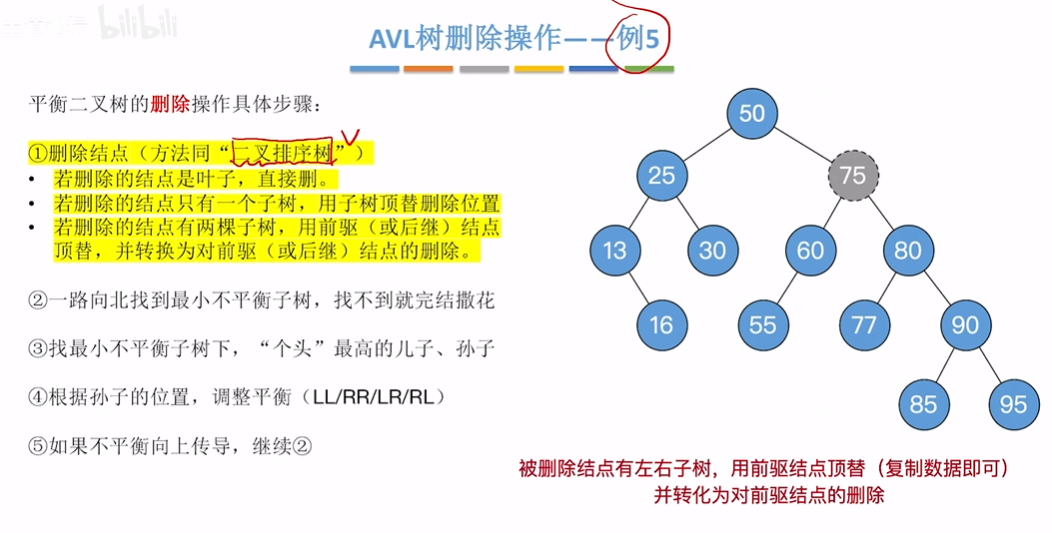 bilibili
AVL树删除操作——例5
平衡二叉树的删除操作具体步骤：
①删除结点（方法同“二叉排序树”）
• 若删除的结点是叶子，直接删。
• 若删除的结点只有一个子树，用子树顶替删除位置
• 若删除的结点有两棵子树，用前驱（或后继）结点
顶替，并转换为对前驱（或后继）结点的删除。
②一路向北找到最小不平衡子树，找不到就完结撒花
③找最小不平衡子树下，“个头”最高的儿子、孙子
④根据孙子的位置，调整平衡（LL/RR/LR/RL）
⑤如果不平衡向上传导，继续②
50
25 75
13 30 60 80
16 55 77 90
85 95
被删除结点有左右子树，用前驱结点顶替（复制数据即可）
并转化为对前驱结点的删除